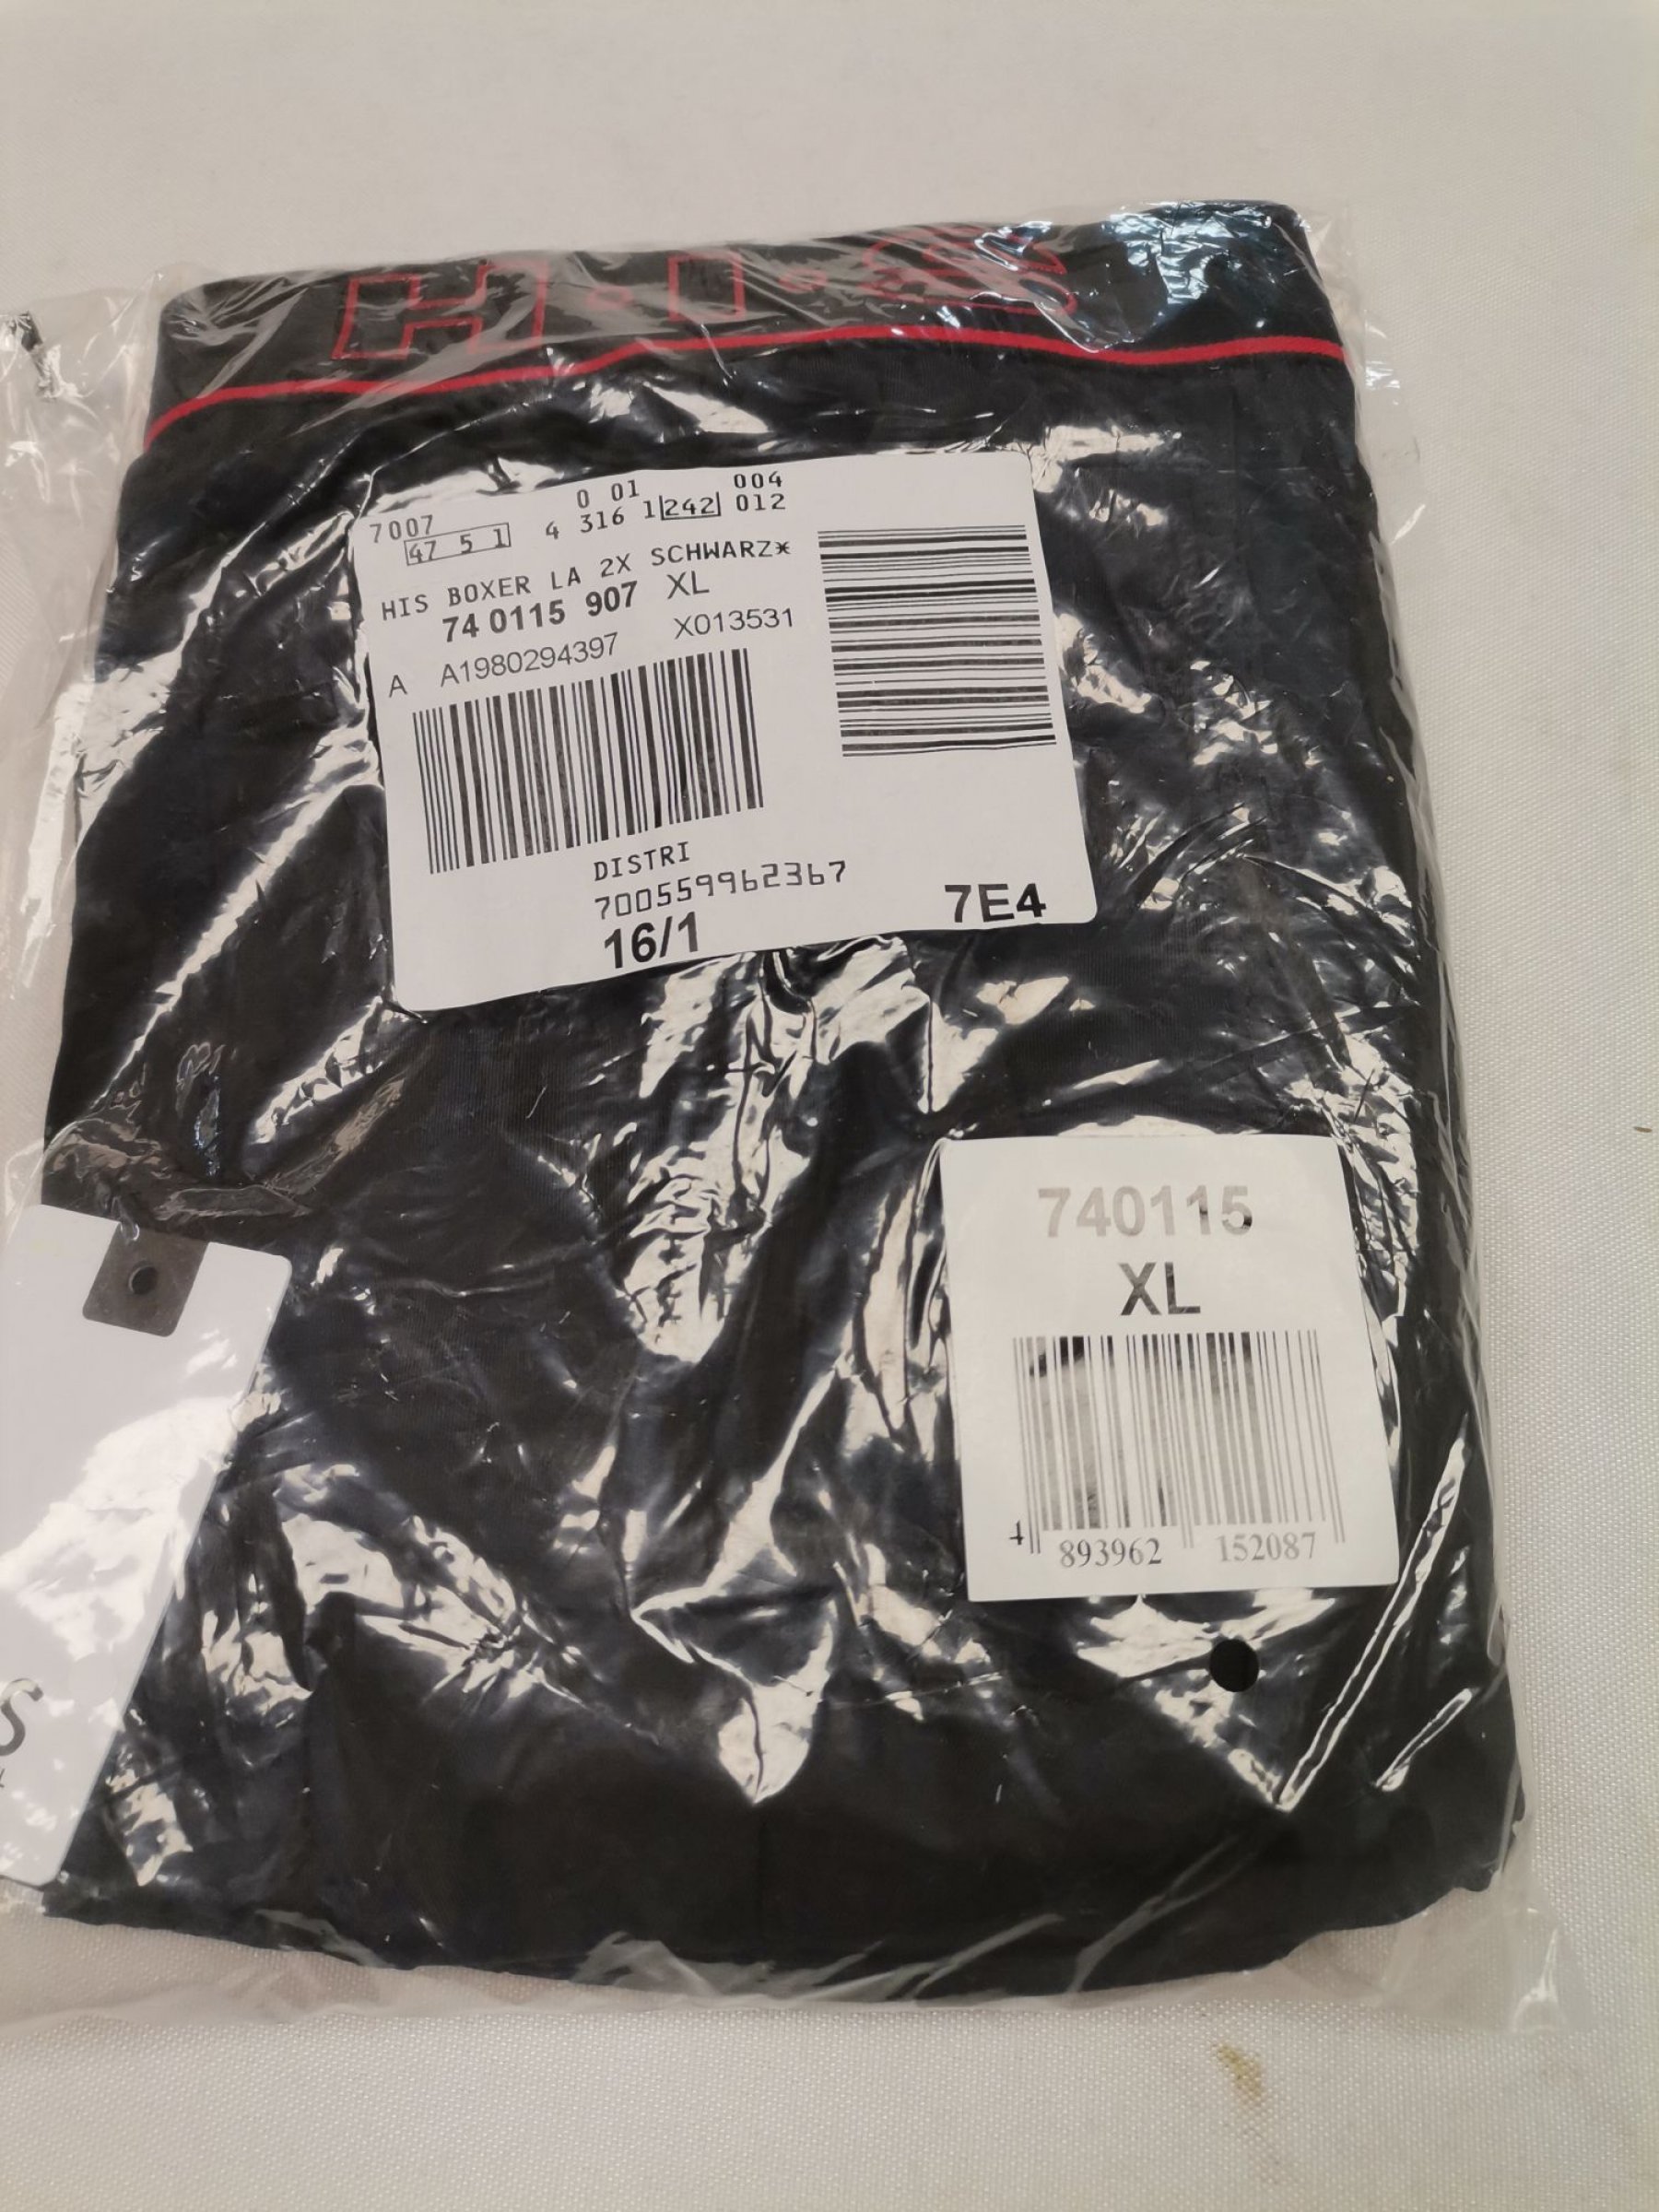 H.I.S
0 01 004
7007 4 316 1 242 012
47 5 1
HIS BOXER LA 2X SCHWARZ*
74 0115 907 XL
A A1980294397 X013531
DISTRI
700559962367
16/1 7E4
740115
XL
4 893962 152087
S